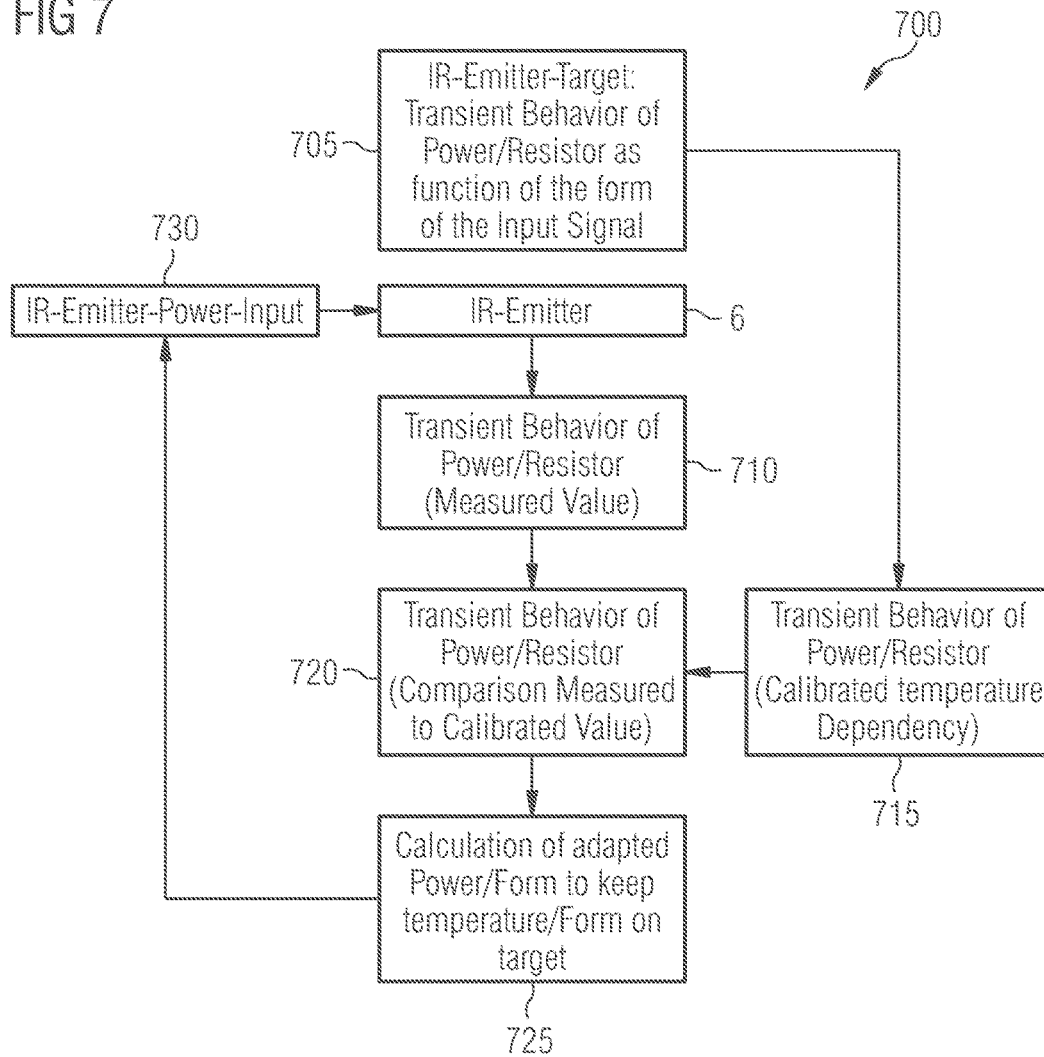 FIG 7
700
IR-Emitter-Target:
Transient Behavior of
Power/Resistor as
function of the form
of the Input Signal
705
730
IR-Emitter-Power-Input
IR-Emitter
6
Transient Behavior of
Power/Resistor
(Measured Value)
710
Transient Behavior of
Power/Resistor
(Comparison Measured
to Calibrated Value)
720
Transient Behavior of
Power/Resistor
(Calibrated temperature
Dependency)
715
Calculation of adapted
Power/Form to keep
temperature/Form on
target
725